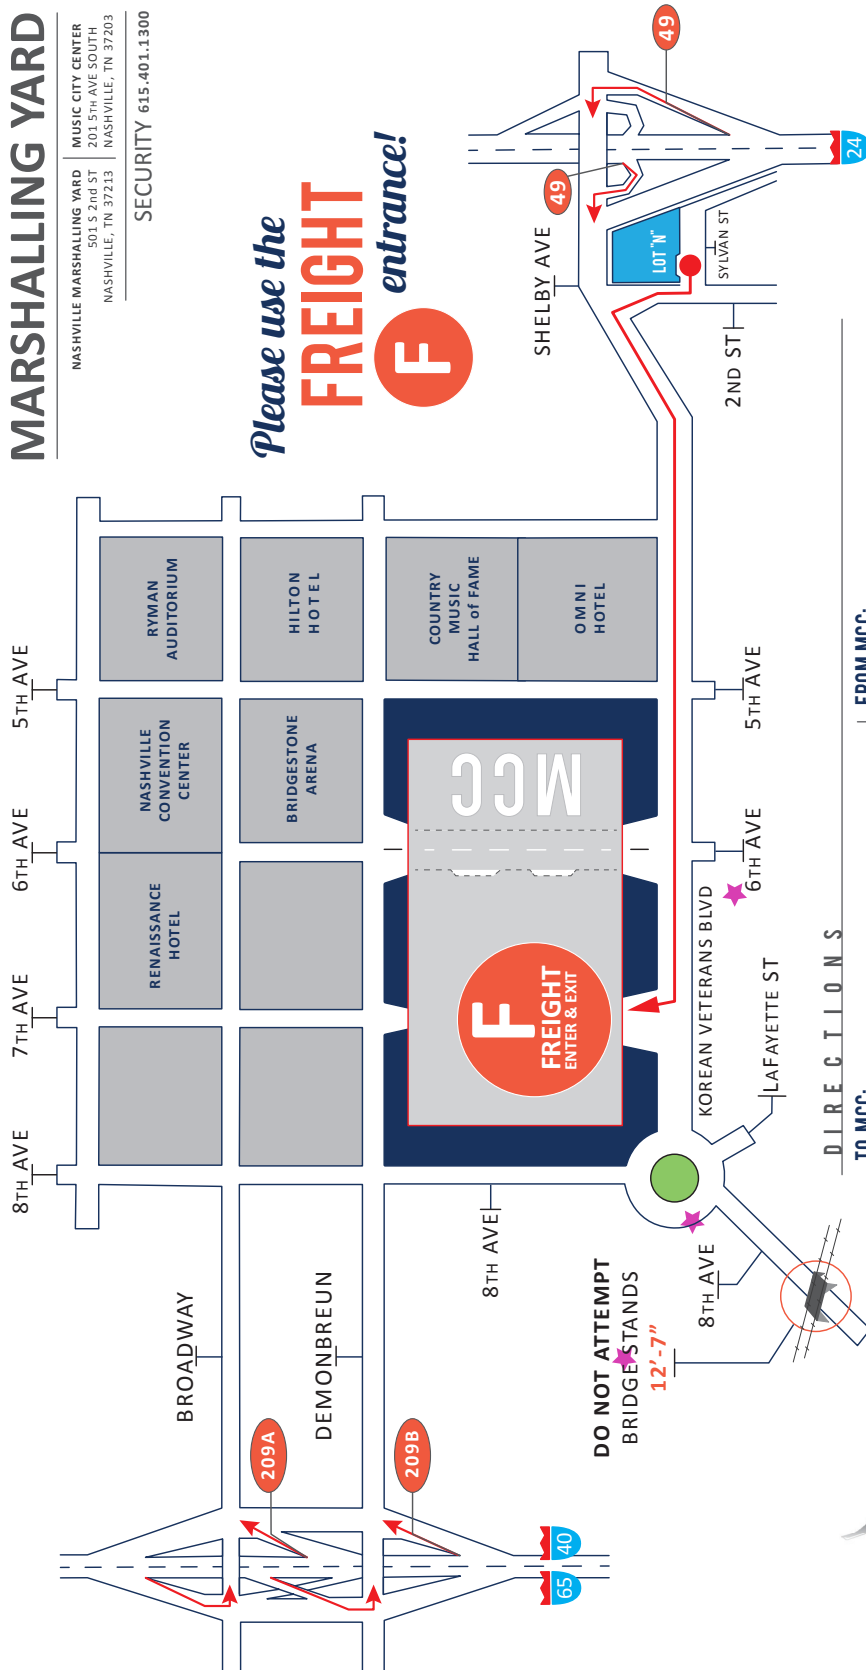 MARSHALLING YARD
NASHVILLE MARSHALLING YARD
501 S 2nd ST
NASHVILLE, TN 37213
MUSIC CITY CENTER
201 5TH AVE SOUTH
NASHVILLE, TN 37203
SECURITY 615.401.1300
Please use the
FREIGHT
F
entrance!
5TH AVE
6TH AVE
7TH AVE
8TH AVE
RYMAN
AUDITORIUM
NASHVILLE
CONVENTION
CENTER
RENAISSANCE
HOTEL
HILTON
HOTEL
BRIDGESTONE
ARENA
COUNTRY
MUSIC
HALL of FAME
OMNI
HOTEL
MCC
F
FREIGHT
ENTER & EXIT
BROADWAY
DEMONBREUN
209A
209B
65
40
8TH AVE
DO NOT ATTEMPT
BRIDGE STANDS
12'-7"
8TH AVE
LAFAYETTE ST
KOREAN VETERANS BLVD
6TH AVE
5TH AVE
SHELBY AVE
2ND ST
SYLVAN ST
LOT "N"
49
49
24
DIRECTIONS
TO MCC:
FROM MCC: